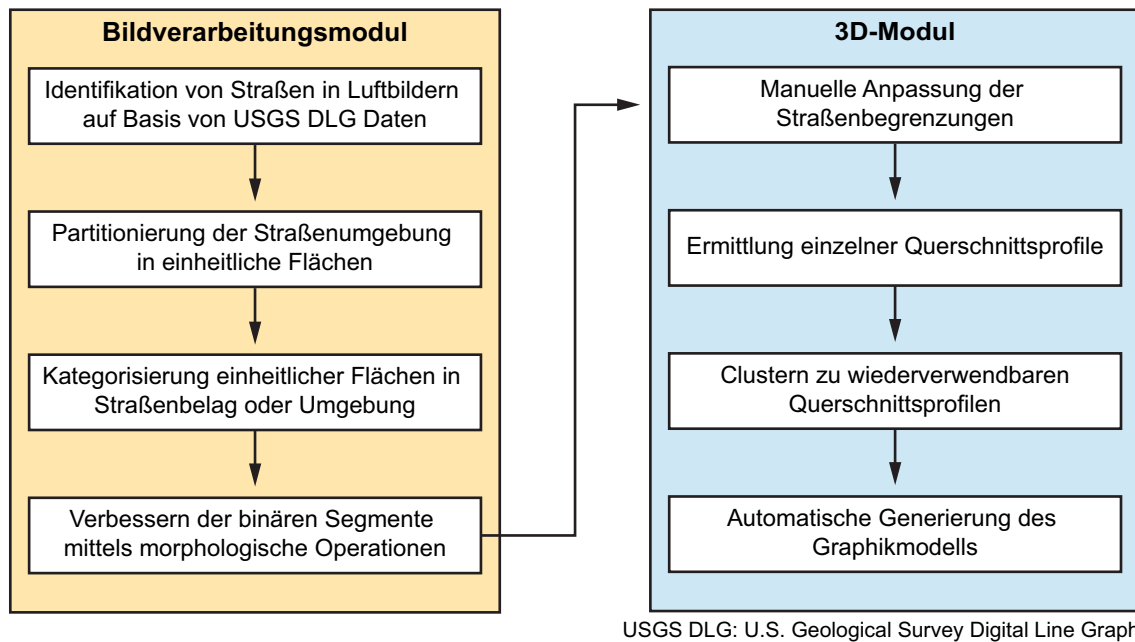 Bildverarbeitungsmodul
Identifikation von Straßen in Luftbildern
auf Basis von USGS DLG Daten
Partitionierung der Straßenumgebung
in einheitliche Flächen
Kategorisierung einheitlicher Flächen in
Straßenbelag oder Umgebung
Verbessern der binären Segmente
mittels morphologische Operationen
3D-Modul
Manuelle Anpassung der
Straßenbegrenzungen
Ermittlung einzelner Querschnittsprofile
Clustern zu wiederverwendbaren
Querschnittsprofilen
Automatische Generierung des
Graphikmodells
USGS DLG: U.S. Geological Survey Digital Line Graph